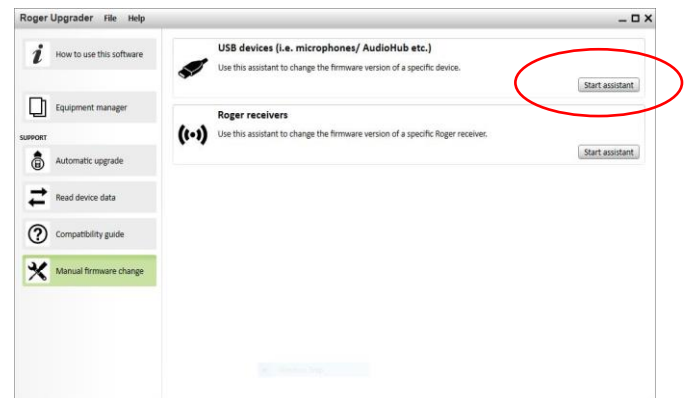 Roger Upgrader File Help
How to use this software
Equipment manager
SUPPORT
Automatic upgrade
Read device data
Compatibility guide
Manual firmware change
USB devices (i.e. microphones/ AudioHub etc.)
Use this assistant to change the firmware version of a specific device.
Start assistant
Roger receivers
Use this assistant to change the firmware version of a specific Roger receiver.
Start assistant